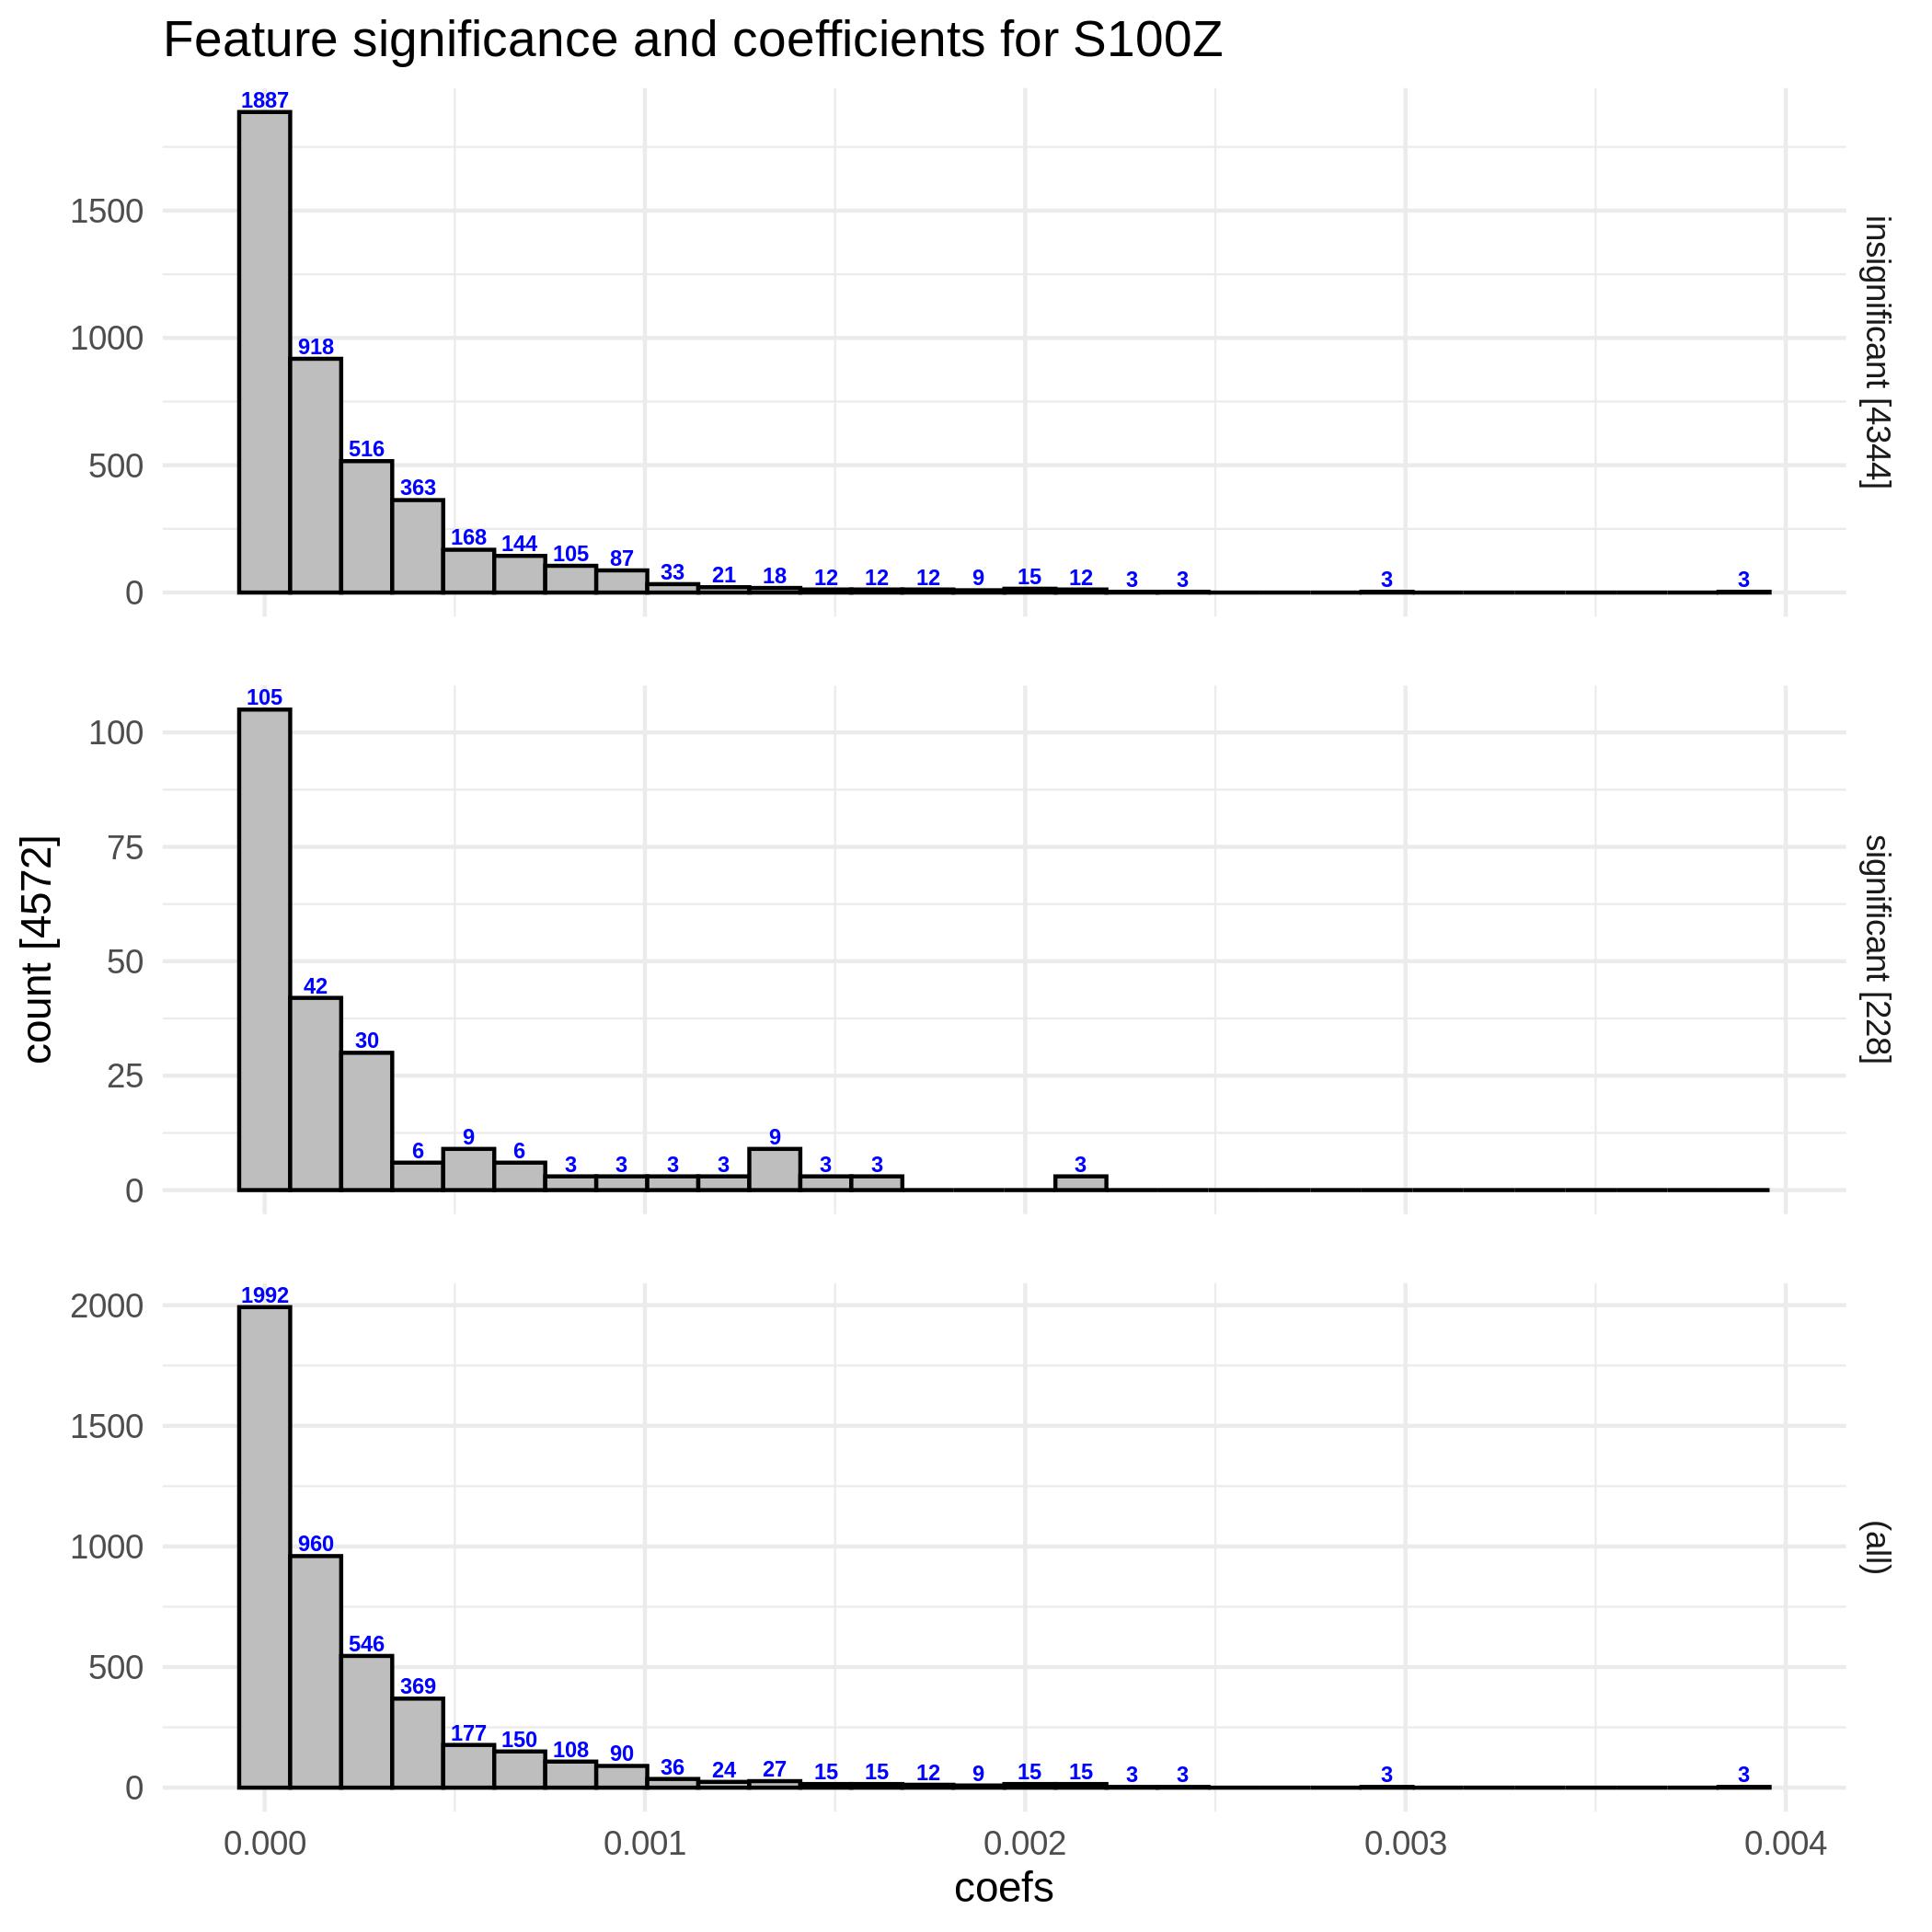 Feature significance and coefficients for S100Z
count [4572]
1887
918
516
363
168 144 105 87 33 21 18 12 12 12 9 15 12 3 3 3 3
1500
1000
500
0
insignificant [4344]
105
42
30
6 9 6 3 3 3 3 9 3 3 3
100
75
50
25
0
significant [228]
1992
960
546
369
177 150 108 90 36 24 27 15 15 12 9 15 15 3 3 3 3
2000
1500
1000
500
0
(all)
0.000 0.001 0.002 0.003 0.004
coefs